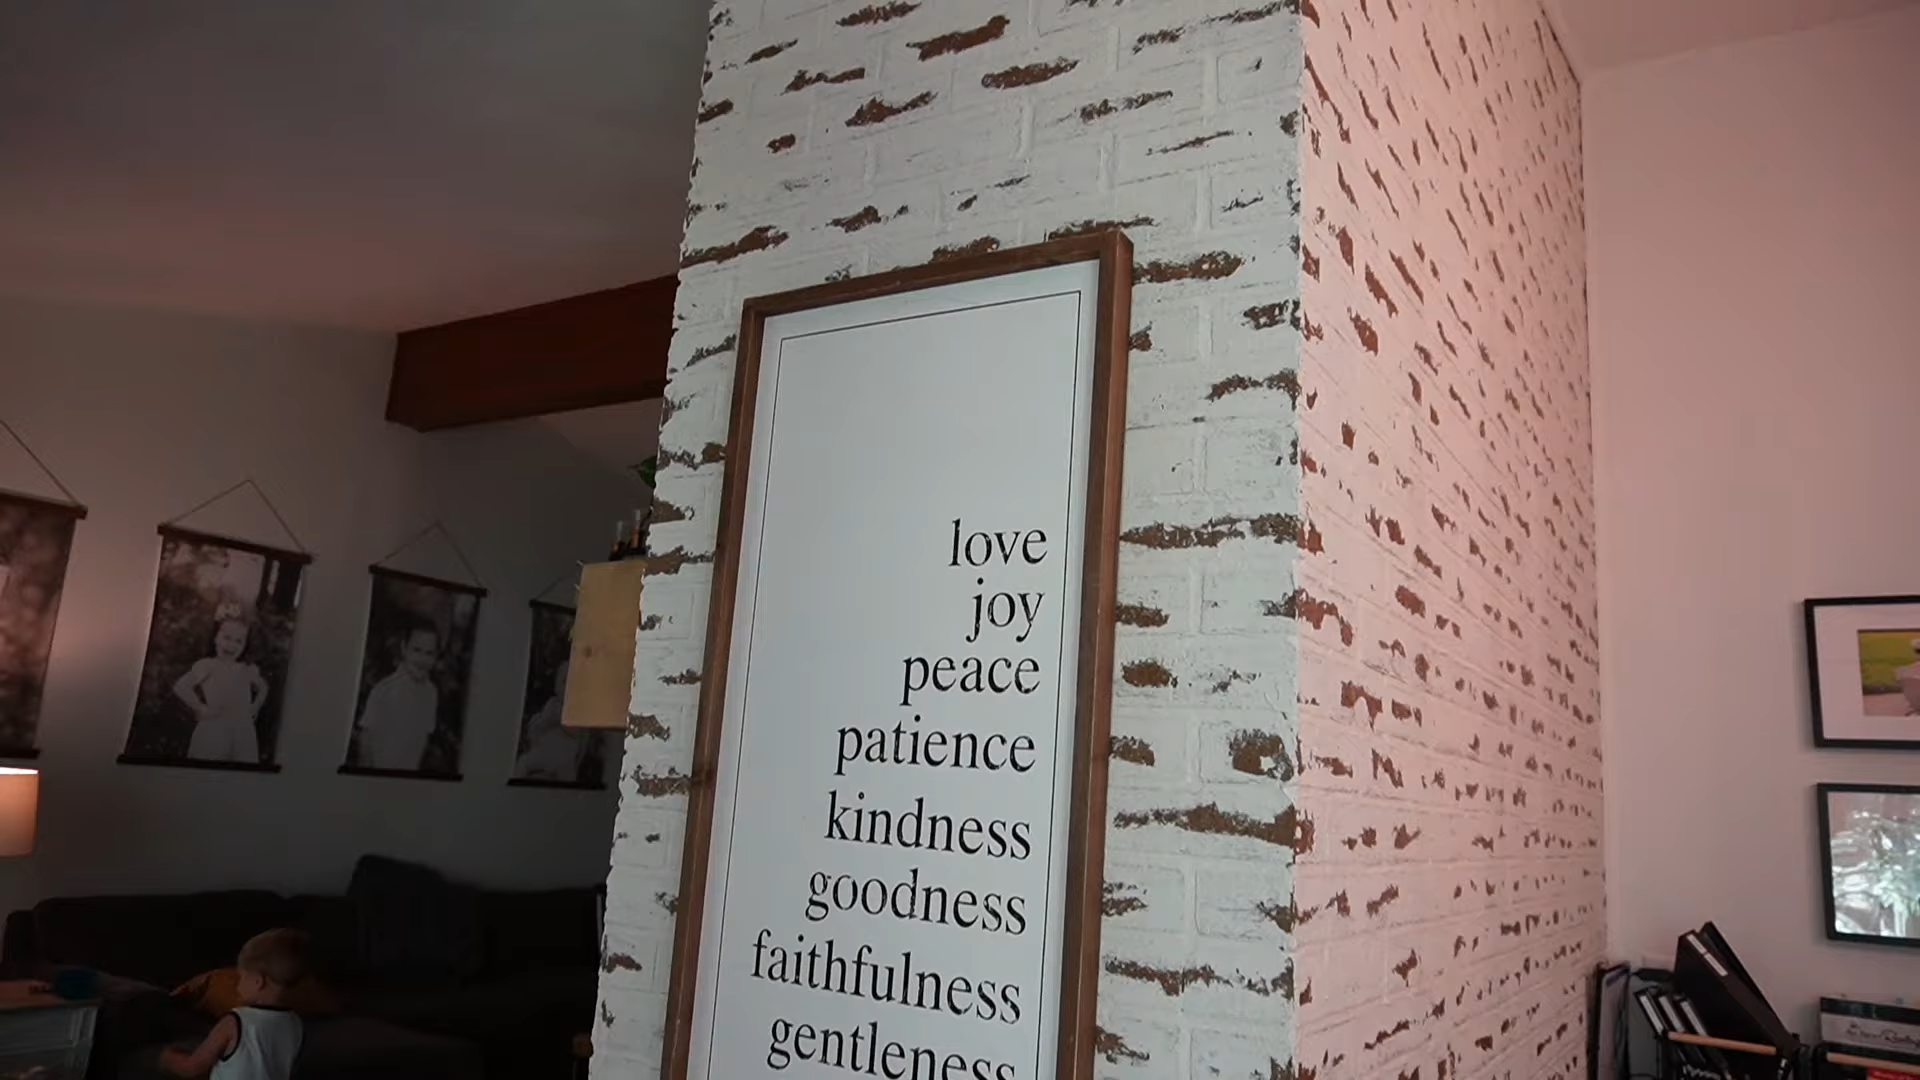 love
joy
peace
patience
kindness
goodness
faithfulness
gentleness